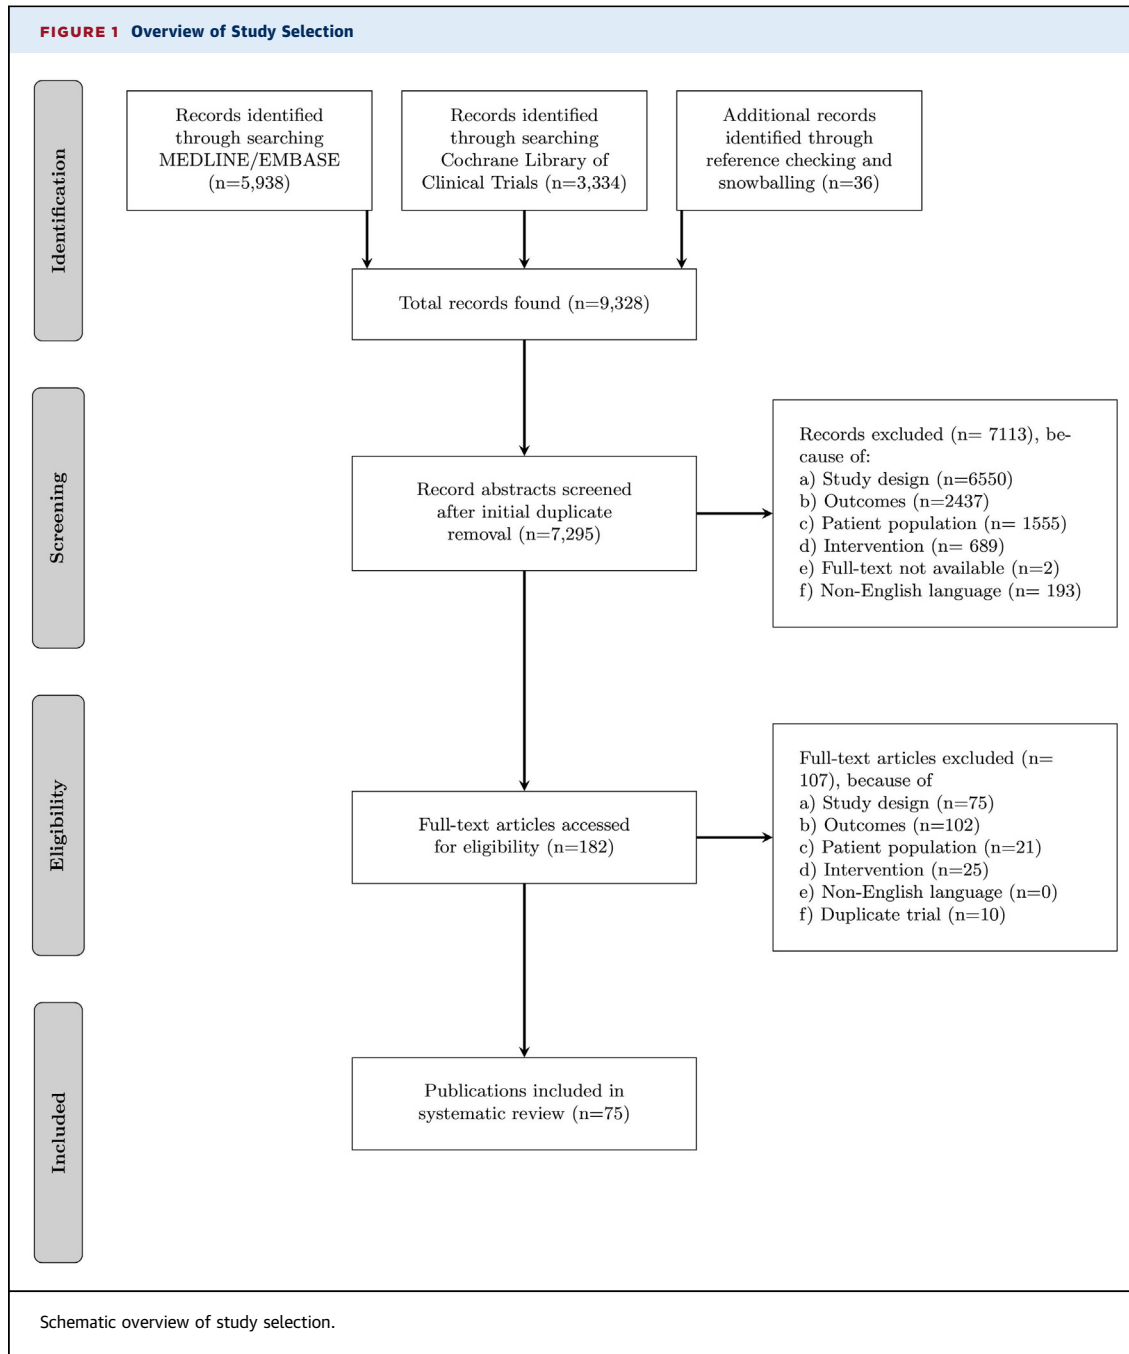 FIGURE 1 Overview of Study Selection
Identification
Records identified
through searching
MEDLINE/EMBASE
(n=5,938)
Records identified
through searching
Cochrane Library of
Clinical Trials (n=3,334)
Additional records
identified through
reference checking and
snowballing (n=36)
Total records found (n=9,328)
Screening
Record abstracts screened
after initial duplicate
removal (n=7,295)
Records excluded (n= 7113), be-
cause of:
a) Study design (n=6550)
b) Outcomes (n=2437)
c) Patient population (n= 1555)
d) Intervention (n= 689)
e) Full-text not available (n=2)
f) Non-English language (n= 193)
Eligibility
Full-text articles accessed
for eligibility (n=182)
Full-text articles excluded (n=
107), because of
a) Study design (n=75)
b) Outcomes (n=102)
c) Patient population (n=21)
d) Intervention (n=25)
e) Non-English language (n=0)
f) Duplicate trial (n=10)
Included
Publications included in
systematic review (n=75)
Schematic overview of study selection.